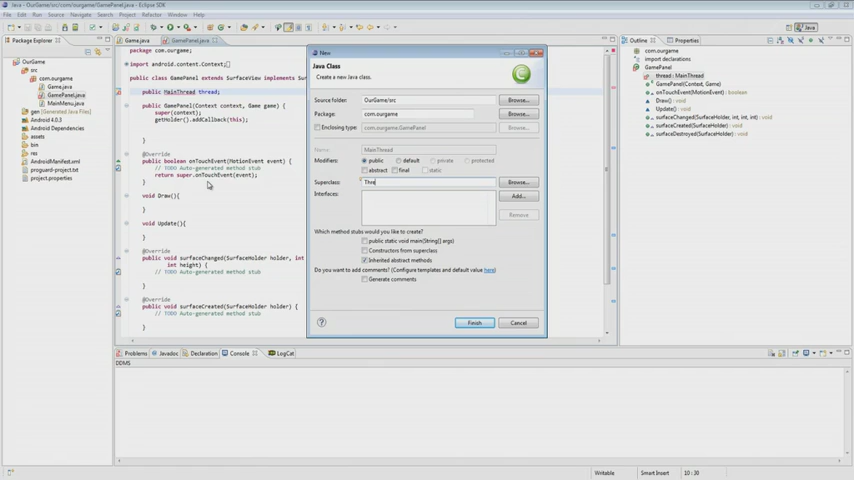 Java - OurGame/src/com/ourgame/GamePanel.java - Eclipse SDK
File Edit Run Source Navigate Search Project Refactor Window Help
Java
Package Explorer
OurGame
src
com.ourgame
Game.java
GamePanel.java
MainMenu.java
gen [Generated Java Files]
Android 4.0.3
Android Dependencies
assets
bin
res
AndroidManifest.xml
proguard-project.txt
project.properties
Game.java
GamePanel.java
package com.ourgame;
import android.content.Context;
public class GamePanel extends SurfaceView implements Sur
public MainThread thread;
public GamePanel(Context context, Game game) {
super(context);
getHolder().addCallback(this);
}
@Override
public boolean onTouchEvent(MotionEvent event) {
// TODO Auto-generated method stub
return super.onTouchEvent(event);
}
void Draw(){
}
void Update(){
}
@Override
public void surfaceChanged(SurfaceHolder holder, int
int height) {
// TODO Auto-generated method stub
}
@Override
public void surfaceCreated(SurfaceHolder holder) {
// TODO Auto-generated method stub
}
New
Java Class
Create a new Java class.
Source folder:
OurGame/src
Browse...
Package:
com.ourgame
Browse...
Enclosing type:
com.ourgame.GamePanel
Browse...
Name:
MainThread
Modifiers:
public
default
private
protected
abstract
final
static
Superclass:
Thre
Browse...
Interfaces:
Add...
Remove
Which method stubs would you like to create?
public static void main(String[] args)
Constructors from superclass
Inherited abstract methods
Do you want to add comments? (Configure templates and default value here)
Generate comments
Finish
Cancel
Outline
Properties
com.ourgame
import declarations
GamePanel
thread : MainThread
GamePanel(Context, Game)
onTouchEvent(MotionEvent) : boolean
Draw() : void
Update() : void
surfaceChanged(SurfaceHolder, int, int, int) : void
surfaceCreated(SurfaceHolder) : void
surfaceDestroyed(SurfaceHolder) : void
Problems
Javadoc
Declaration
Console
LogCat
DDMS
Writable
Smart Insert
10 : 30